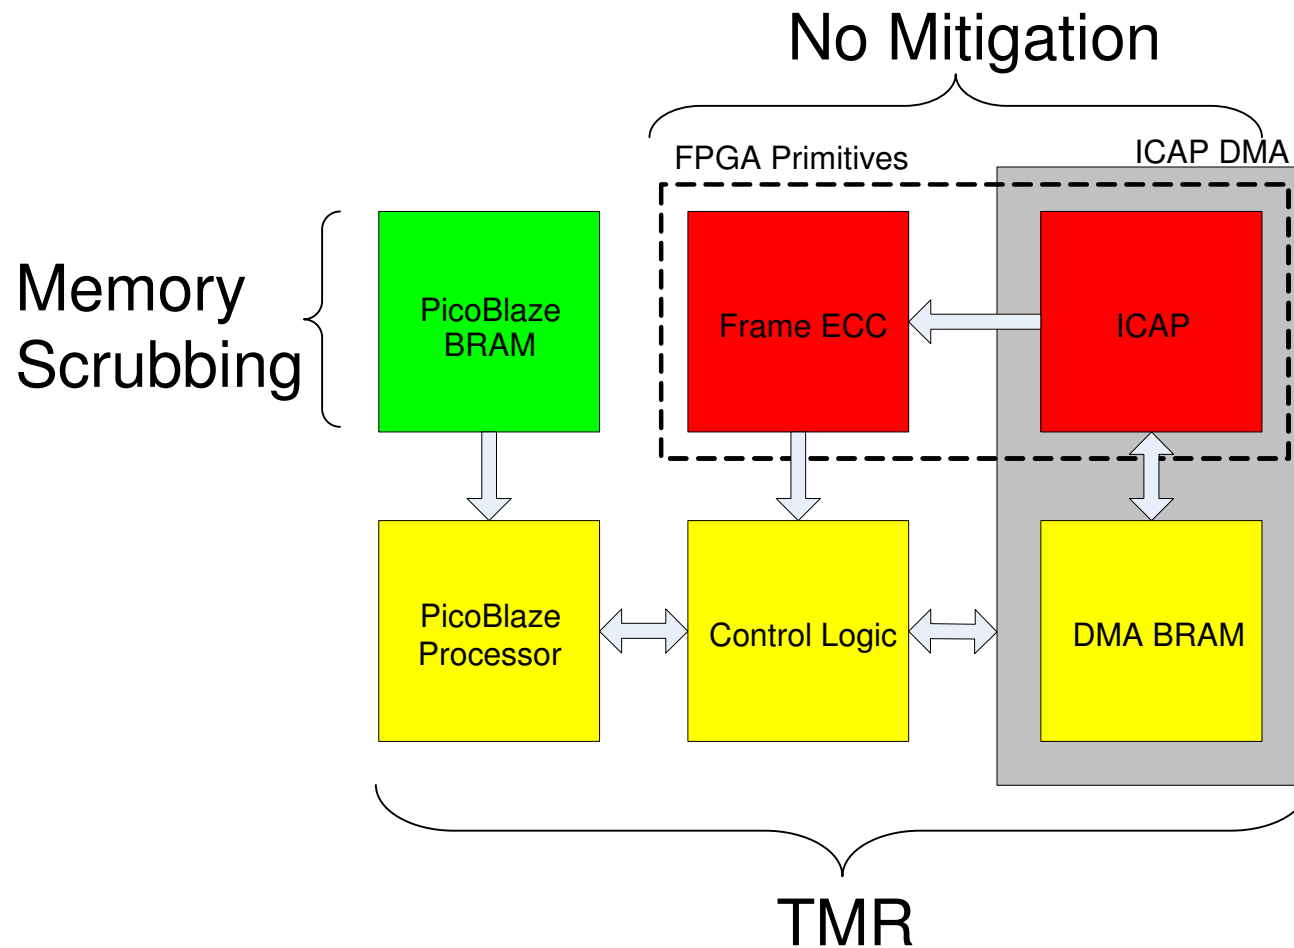 No Mitigation
FPGA Primitives
ICAP DMA
Memory
Scrubbing
PicoBlaze
BRAM
Frame ECC
ICAP
PicoBlaze
Processor
Control Logic
DMA BRAM
TMR